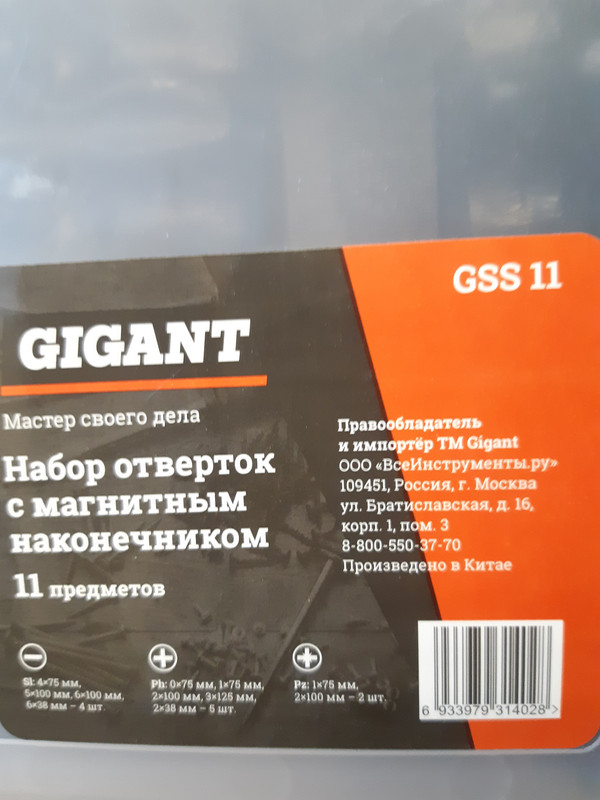 GSS 11
GIGANT
Мастер своего дела
Набор отверток
с магнитным
наконечником
11 предметов
Правообладатель
и импортёр ТМ Gigant
ООО «ВсеИнструменты.ру»
109451, Россия, г. Москва
ул. Братиславская, д. 16,
корп. 1, пом. 3
8-800-550-37-70
Произведено в Китае
Sl: 4×75 мм,
5×100 мм, 6×100 мм,
6×38 мм – 4 шт.
Ph: 0×75 мм, 1×75 мм,
2×100 мм, 3×125 мм,
2×38 мм – 5 шт.
Pz: 1×75 мм,
2×100 мм – 2 шт.
6 933979 314028 >